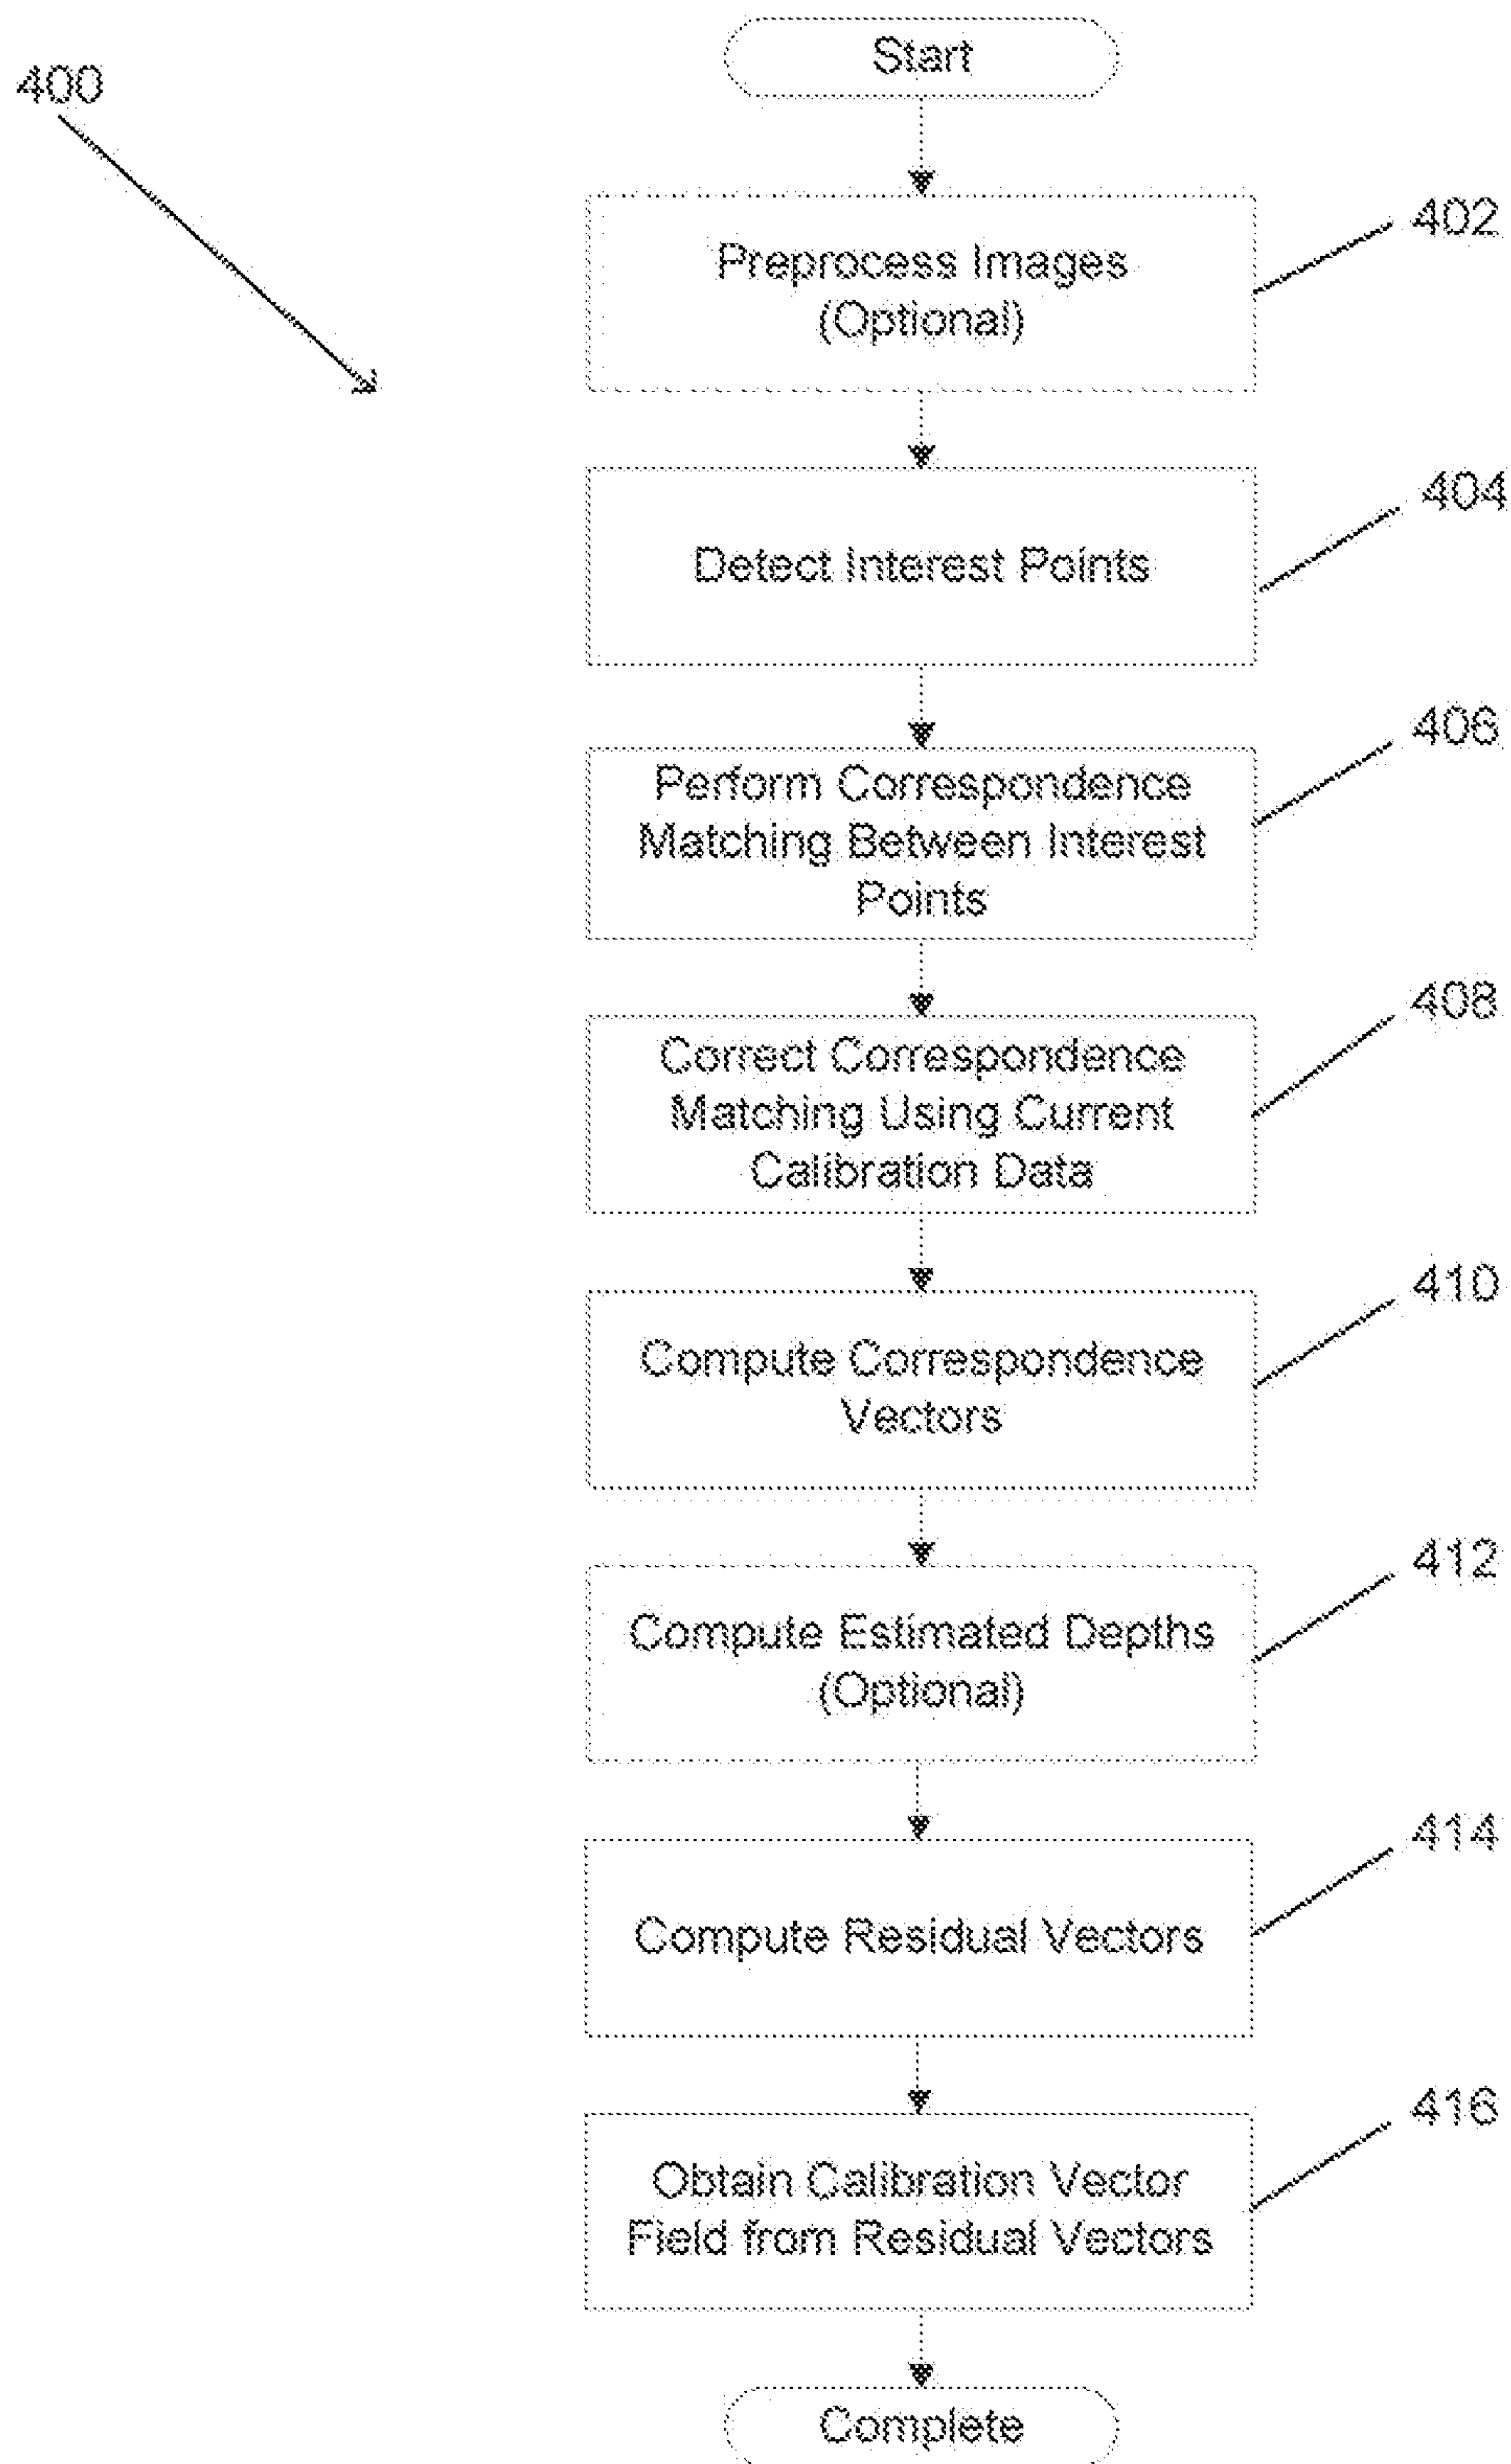 Start
400
Preprocess Images
(Optional)
402
Detect Interest Points
404
Perform Correspondence
Matching Between Interest
Points
406
Correct Correspondence
Matching Using Current
Calibration Data
408
Compute Correspondence
Vectors
410
Compute Estimated Depths
(Optional)
412
Compute Residual Vectors
414
Obtain Calibration Vector
Field from Residual Vectors
416
Complete